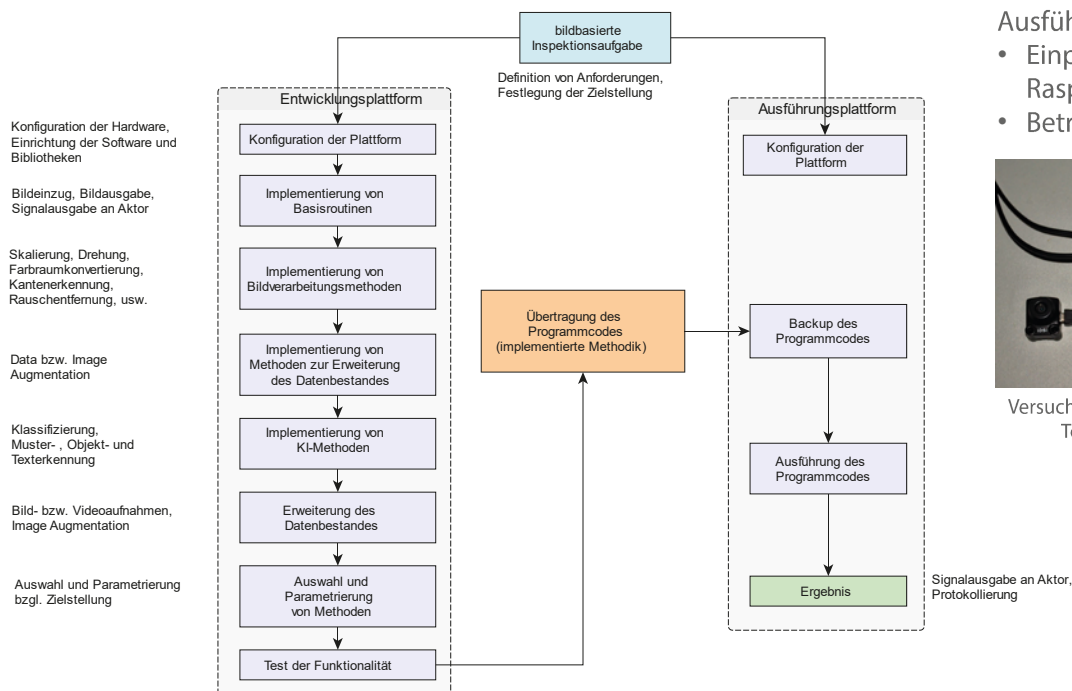 bildbasierte
Inspektionsaufgabe
Definition von Anforderungen,
Festlegung der Zielstellung
Entwicklungsplattform
Konfiguration der Hardware,
Einrichtung der Software und
Bibliotheken
Konfiguration der Plattform
Bildeinzug, Bildausgabe,
Signalausgabe an Aktor
Implementierung von
Basisroutinen
Skalierung, Drehung,
Farbraumkonvertierung,
Kantenerkennung,
Rauschentfernung, usw.
Implementierung von
Bildverarbeitungsmethoden
Data bzw. Image
Augmentation
Implementierung von
Methoden zur Erweiterung
des Datenbestandes
Klassifizierung,
Muster- , Objekt- und
Texterkennung
Implementierung von
KI-Methoden
Bild- bzw. Videoaufnahmen,
Image Augmentation
Erweiterung des
Datenbestandes
Auswahl und Parametrierung
bzgl. Zielstellung
Auswahl und
Parametrierung
von Methoden
Test der Funktionalität
Übertragung des
Programmcodes
(implementierte Methodik)
Ausführungsplattform
Konfiguration der
Plattform
Backup des
Programmcodes
Ausführung des
Programmcodes
Ergebnis
Signalausgabe an Aktor,
Protokollierung
Ausfüh
• Einp
Rasp
• Betr
Versuch